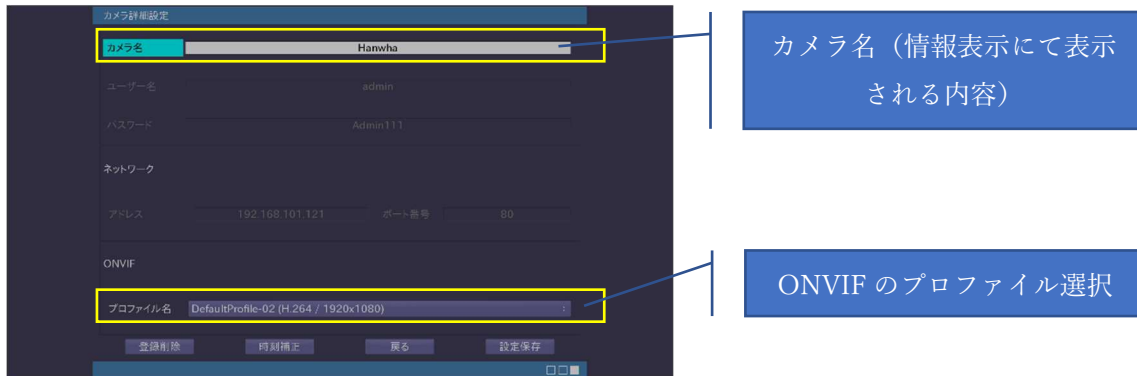 カメラ詳細設定
カメラ名 Hanwha
ユーザー名 admin
パスワード Admin111
ネットワーク
アドレス 192.168.101.121 ポート番号 80
ONVIF
プロファイル名 DefaultProfile-02 (H.264 / 1920x1080)
登録削除 時刻補正 戻る 設定保存
カメラ名（情報表示にて表示
される内容）
ONVIF のプロファイル選択